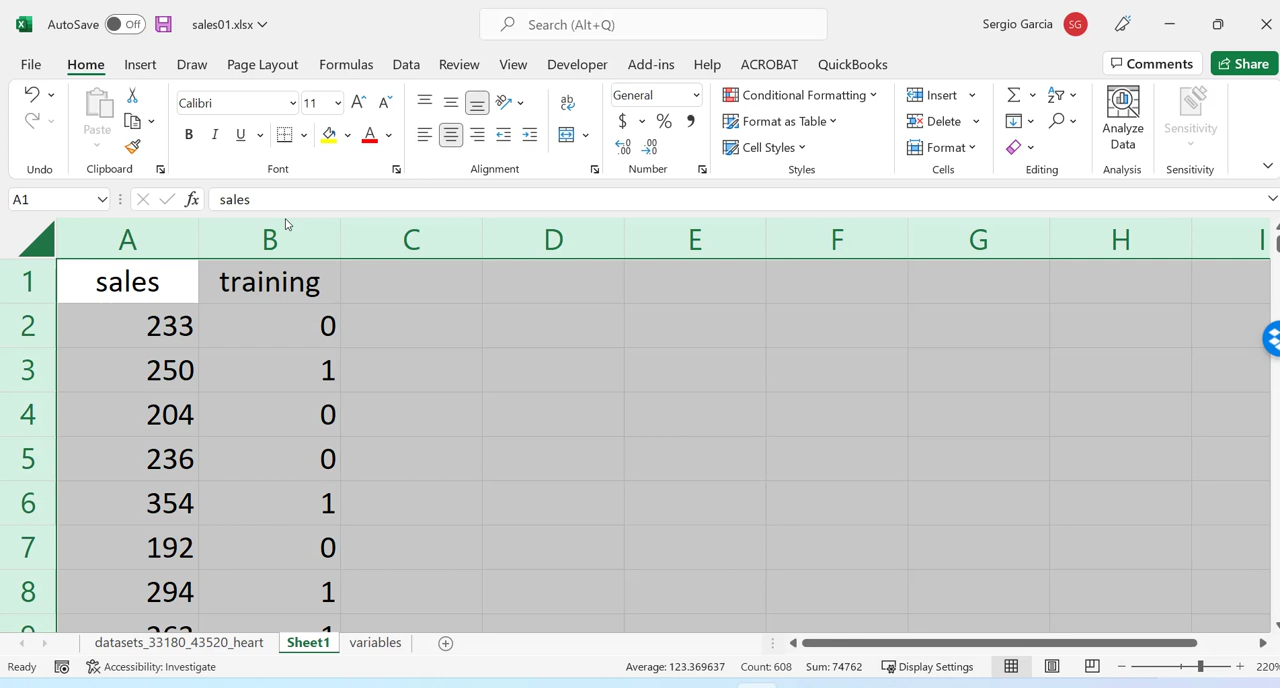 AutoSave Off sales01.xlsx Search (Alt+Q) Sergio Garcia SG
File Home Insert Draw Page Layout Formulas Data Review View Developer Add-ins Help ACROBAT QuickBooks Comments Share
Calibri 11 General Conditional Formatting Insert
Paste B I U A $ % Format as Table Delete Analyze Data Sensitivity
Cell Styles Format
Undo Clipboard Font Alignment Number Styles Cells Editing Analysis Sensitivity
A1 fx sales
A B C D E F G H I
1 sales training
2 233 0
3 250 1
4 204 0
5 236 0
6 354 1
7 192 0
8 294 1
datasets_33180_43520_heart Sheet1 variables
Ready Accessibility: Investigate Average: 123.369637 Count: 608 Sum: 74762 Display Settings 220%